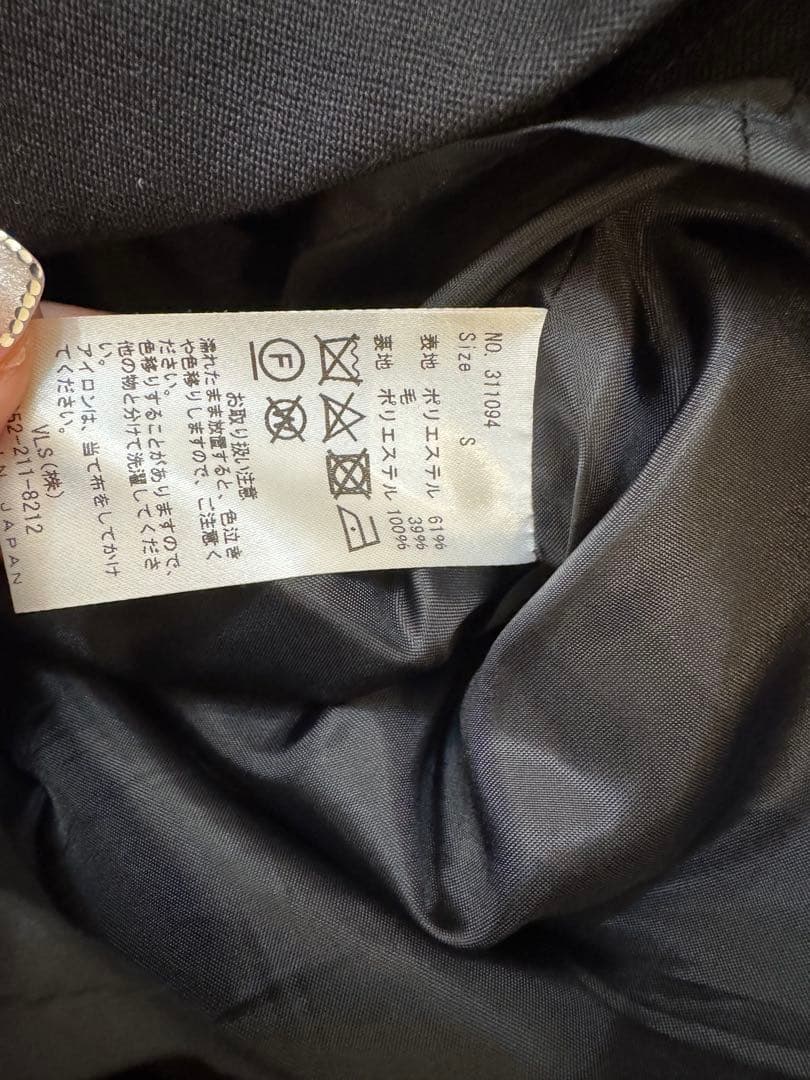 NO. 311094
Size S
表地 ポリエステル 61%
毛 39%
裏地 ポリエステル 100%
F
お取り扱い注意
濡れたまま放置すると、色泣き
や色移りしますので、ご注意く
ださい。
色移りすることがありますので、
他の物と分けて洗濯してくださ
い。
アイロンは、当て布をしてかけ
てください。
VLS(株)
52-211-8212
JAPAN